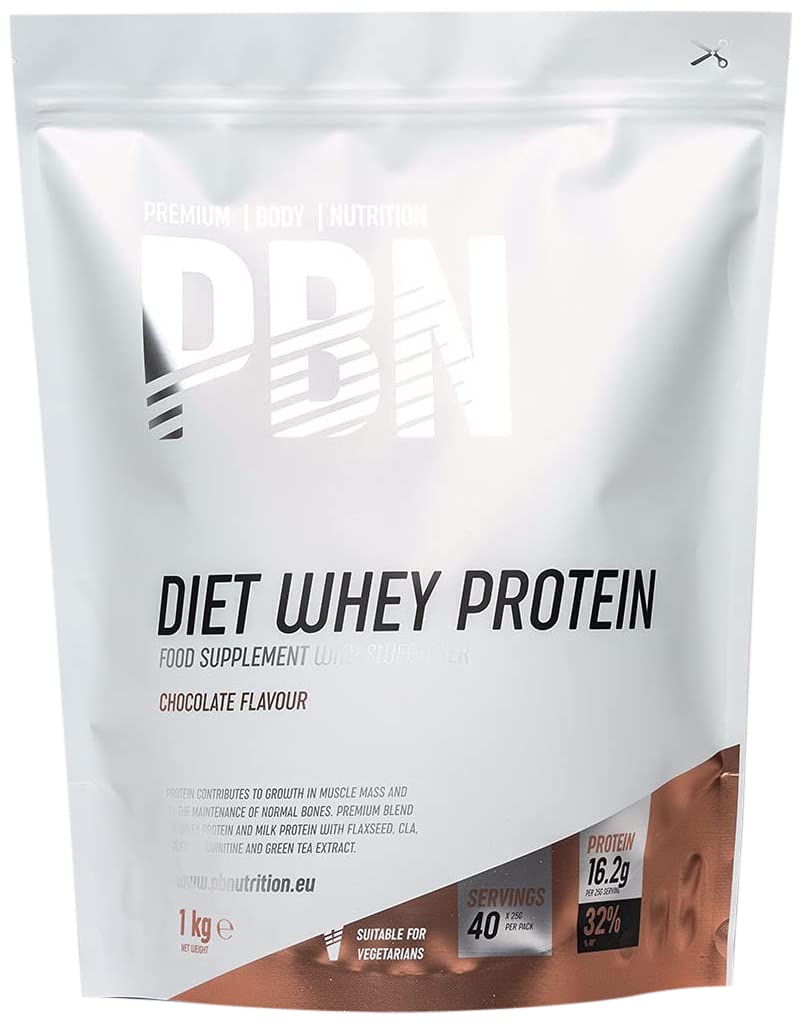 PREMIUM | BODY | NUTRITION
PBN
DIET WHEY PROTEIN
FOOD SUPPLEMENT WITH SWEETENER
CHOCOLATE FLAVOUR
PROTEIN CONTRIBUTES TO GROWTH IN MUSCLE MASS AND
THE MAINTENANCE OF NORMAL BONES. PREMIUM BLEND
PROTEIN AND MILK PROTEIN WITH FLAXSEED, CLA,
AND GREEN TEA EXTRACT.
www.pbnutrition.eu
1 kg ℮
NET WEIGHT
SUITABLE FOR
VEGETARIANS
SERVINGS
40 X 25G
PER PACK
PROTEIN
16.2g
PER 25G SERVING
32%